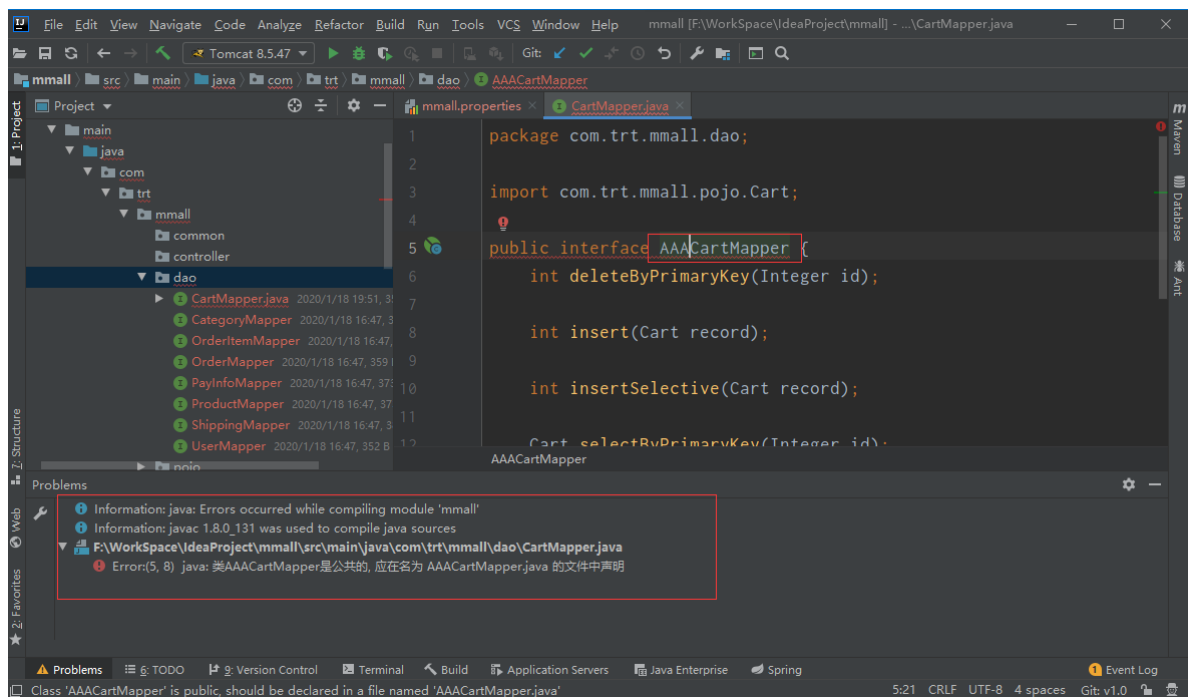 File Edit View Navigate Code Analyze Refactor Build Run Tools VCS Window Help mmall [F:\WorkSpace\IdeaProject\mmall] - ...\CartMapper.java
Tomcat 8.5.47 Git:
mmall src main java com trt mmall dao AAACartMapper
1: Project
Project
main
java
com
trt
mmall
common
controller
dao
CartMapper.java 2020/1/18 19:51, 35
CategoryMapper 2020/1/18 16:47, 3
OrderItemMapper 2020/1/18 16:47,
OrderMapper 2020/1/18 16:47, 359
PayInfoMapper 2020/1/18 16:47, 373
ProductMapper 2020/1/18 16:47, 37
ShippingMapper 2020/1/18 16:47, 3
UserMapper 2020/1/18 16:47, 352 B
pojo
mmall.properties CartMapper.java
1 package com.trt.mmall.dao;
2
3 import com.trt.mmall.pojo.Cart;
4
5 public interface AAACartMapper {
6 int deleteByPrimaryKey(Integer id);
7
8 int insert(Cart record);
9
10 int insertSelective(Cart record);
11
12 Cart selectByPrimaryKey(Integer id);
AAACartMapper
m Maven
Database
Ant
7: Structure
Web
2: Favorites
Problems
Information: java: Errors occurred while compiling module 'mmall'
Information: javac 1.8.0_131 was used to compile java sources
F:\WorkSpace\IdeaProject\mmall\src\main\java\com\trt\mmall\dao\CartMapper.java
Error:(5, 8) java: 类AAACartMapper是公共的, 应在名为 AAACartMapper.java 的文件中声明
Problems 6: TODO 9: Version Control Terminal Build Application Servers Java Enterprise Spring 1 Event Log
Class 'AAACartMapper' is public, should be declared in a file named 'AAACartMapper.java' 5:21 CRLF UTF-8 4 spaces Git: v1.0